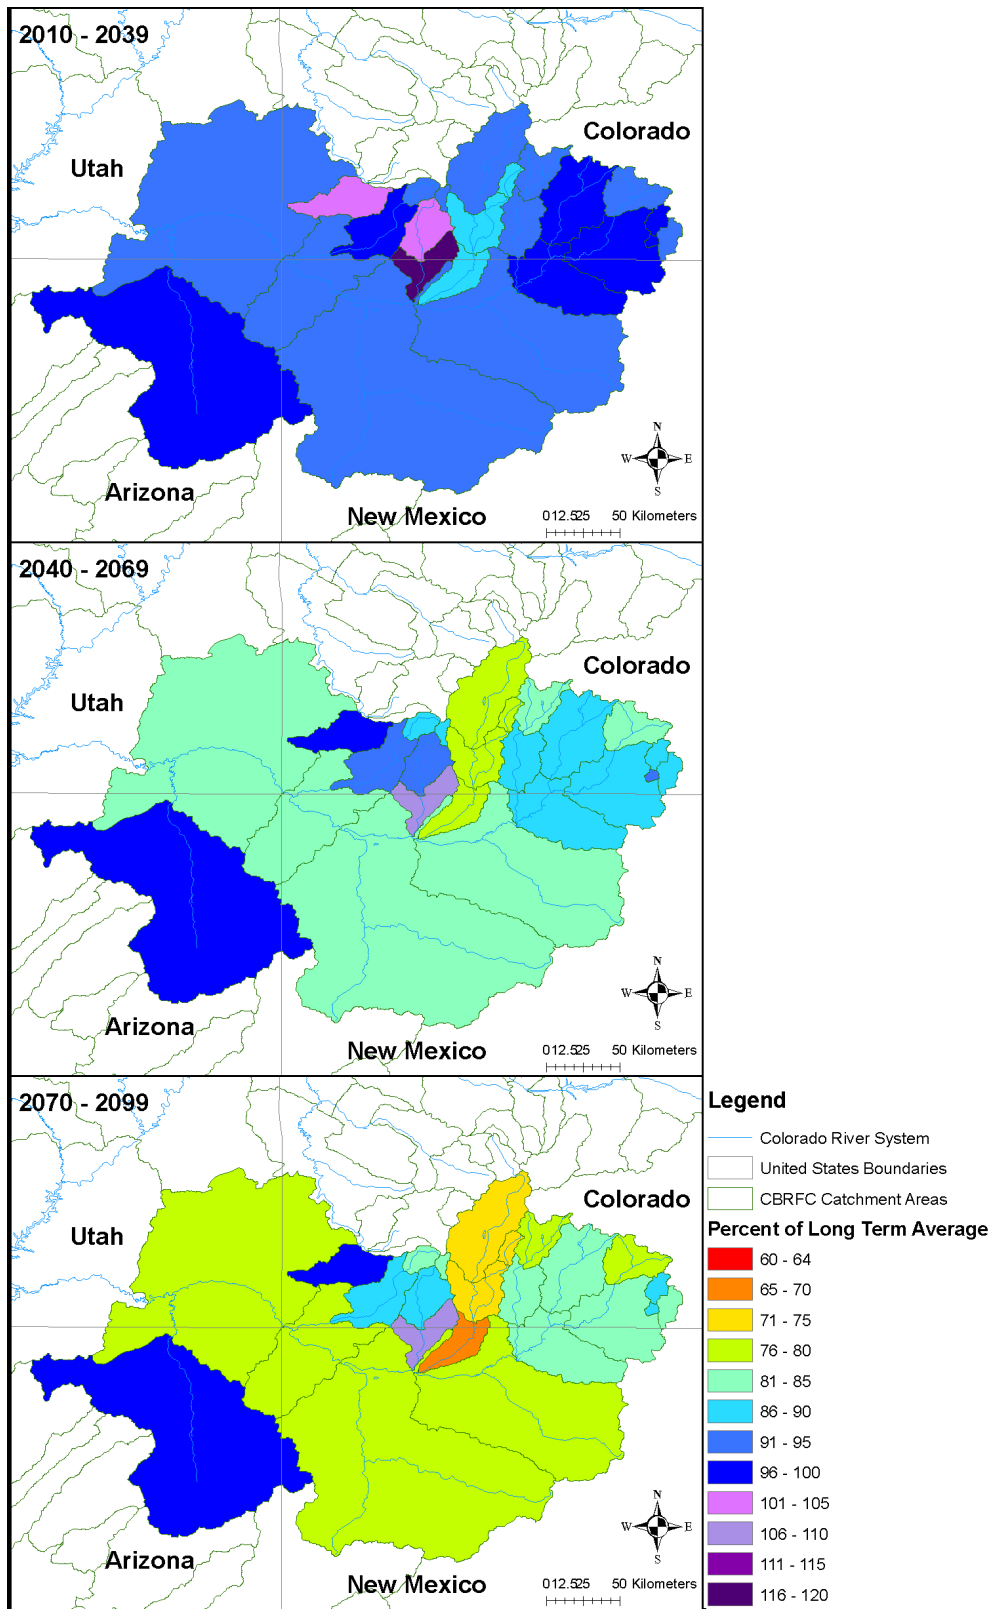 2010 - 2039
Colorado
Utah
Arizona
New Mexico
N
W E
S
012.525 50 Kilometers
2040 - 2069
Colorado
Utah
Arizona
New Mexico
N
W E
S
012.525 50 Kilometers
2070 - 2099
Colorado
Utah
Arizona
New Mexico
N
W E
S
012.525 50 Kilometers
Legend
Colorado River System
United States Boundaries
CBRFC Catchment Areas
Percent of Long Term Average
60 - 64
65 - 70
71 - 75
76 - 80
81 - 85
86 - 90
91 - 95
96 - 100
101 - 105
106 - 110
111 - 115
116 - 120